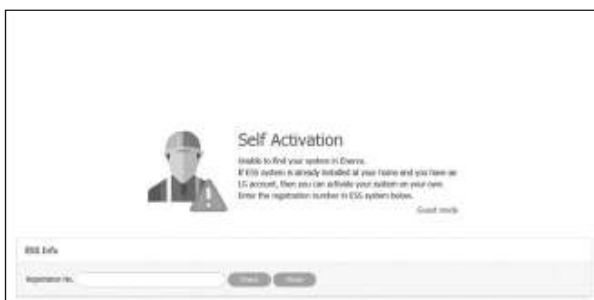 Self Activation
Unable to find your system in Enervu.
If ESS system is already installed at your home and you have an
LG account, then you can activate your system on your own.
Enter the registration number in ESS system below.
Guest mode
ESS Info
Registration No.